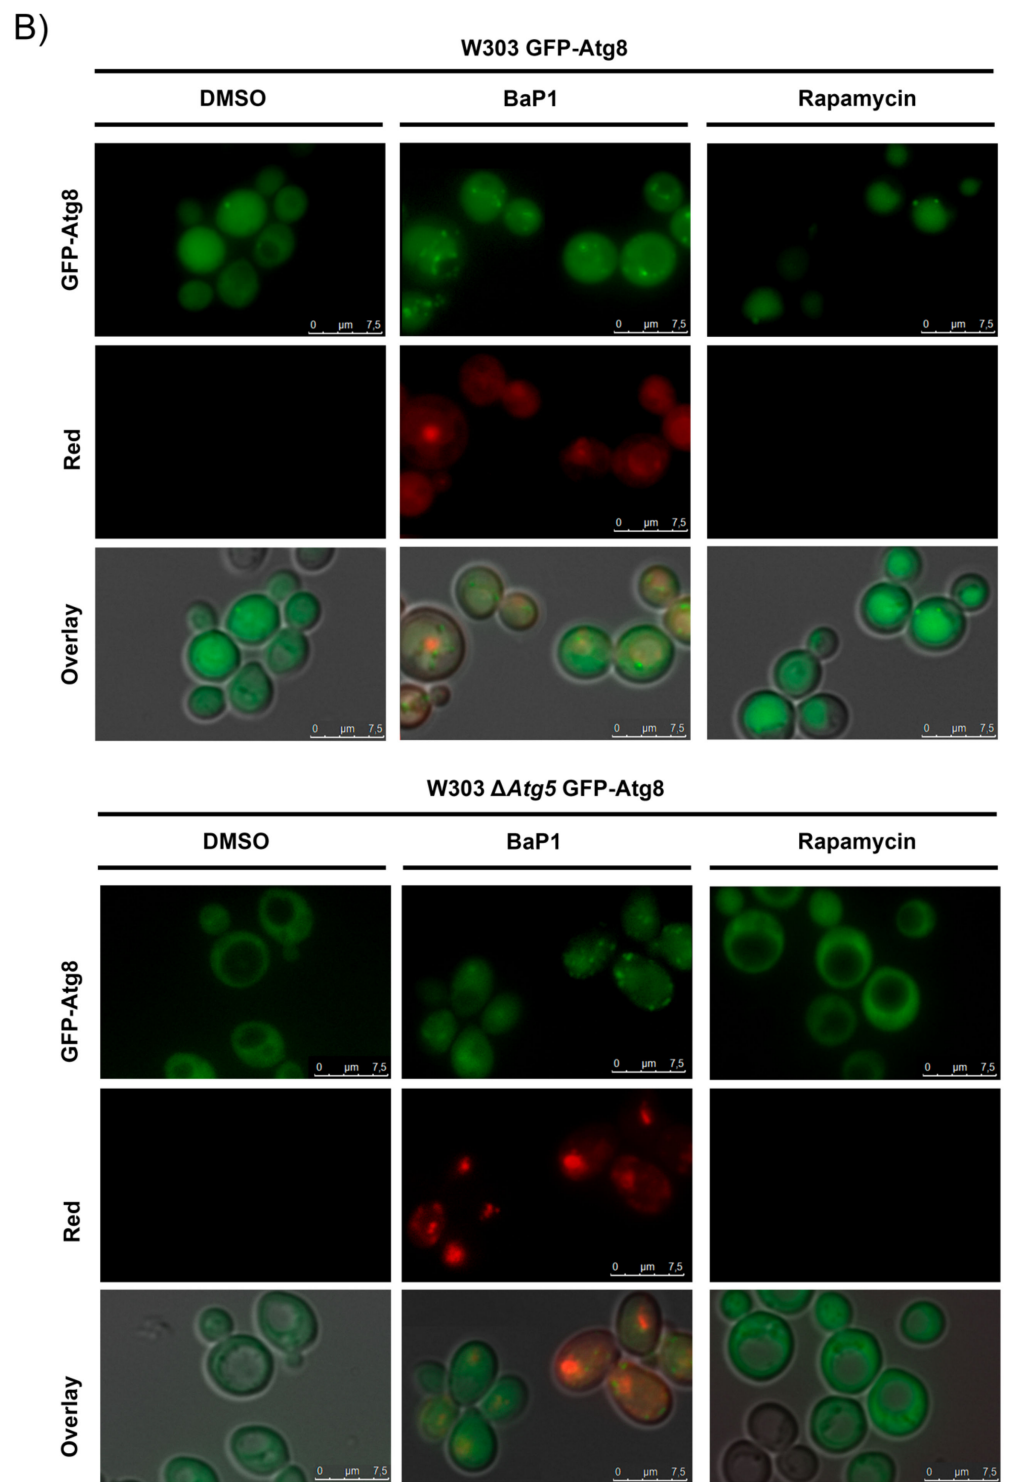 B)
W303 GFP-Atg8
DMSO BaP1 Rapamycin
GFP-Atg8
0 µm 7,5 0 µm 7,5 0 µm 7,5
Red
0 µm 7,5
Overlay
0 µm 7,5 0 µm 7,5 0 µm 7,5
W303 ΔAtg5 GFP-Atg8
DMSO BaP1 Rapamycin
GFP-Atg8
0 µm 7,5 0 µm 7,5 0 µm 7,5
Red
0 µm 7,5
Overlay
0 µm 7,5 0 µm 7,5 0 µm 7,5